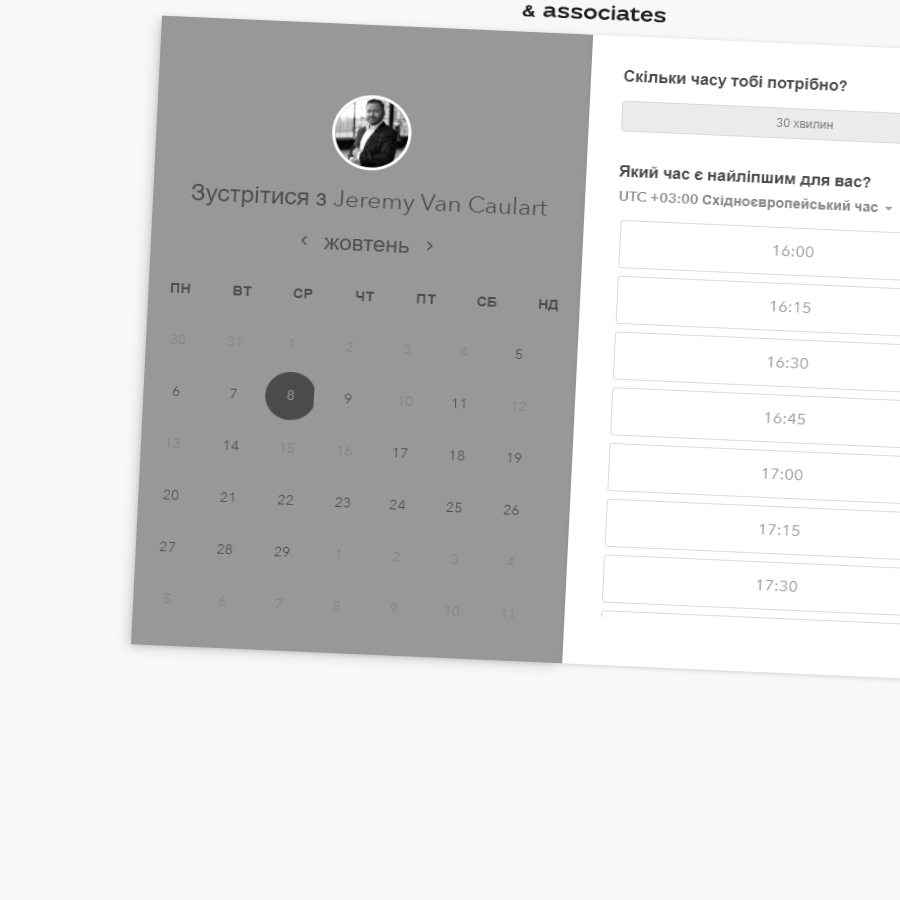 & associates
Зустрітися з Jeremy Van Caulart
жовтень
ПН ВТ СР ЧТ ПТ СБ НД
30 31 1 2 3 4 5
6 7 8 9 10 11 12
13 14 15 16 17 18 19
20 21 22 23 24 25 26
27 28 29 1 2 3 4
5 6 7 8 9 10 11
Скільки часу тобі потрібно?
30 хвилин
Який час є найліпшим для вас?
UTC +03:00 Східноєвропейський час
16:00
16:15
16:30
16:45
17:00
17:15
17:30